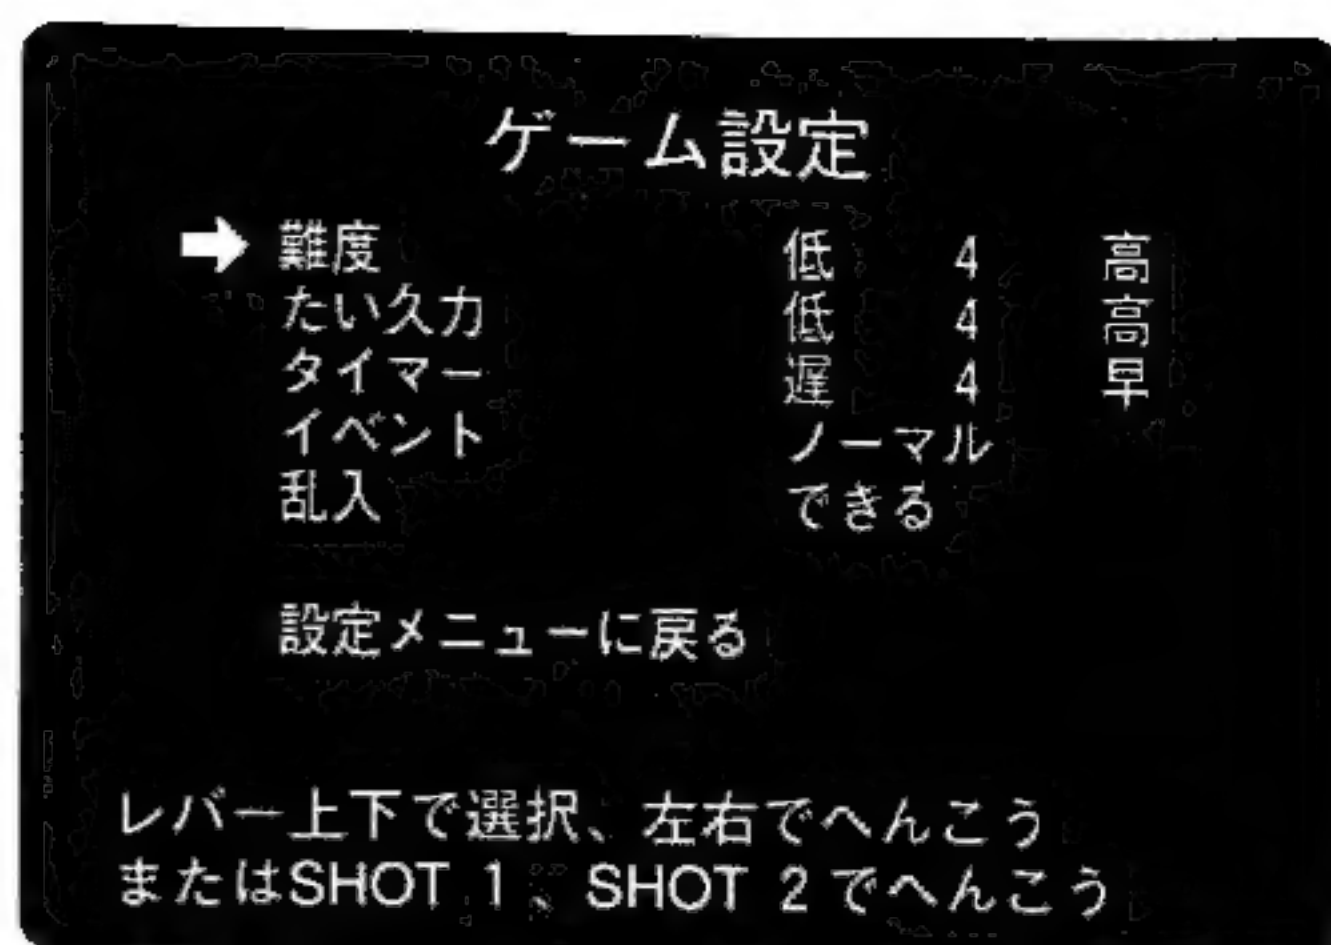 ゲーム設定
➡ 難度 低 4 高
たい久力 低 4 高
タイマー 遅 4 早
イベント ノーマル
乱入 できる
設定メニューに戻る
レバー上下で選択、左右でへんこう
またはSHOT 1、SHOT 2でへんこう